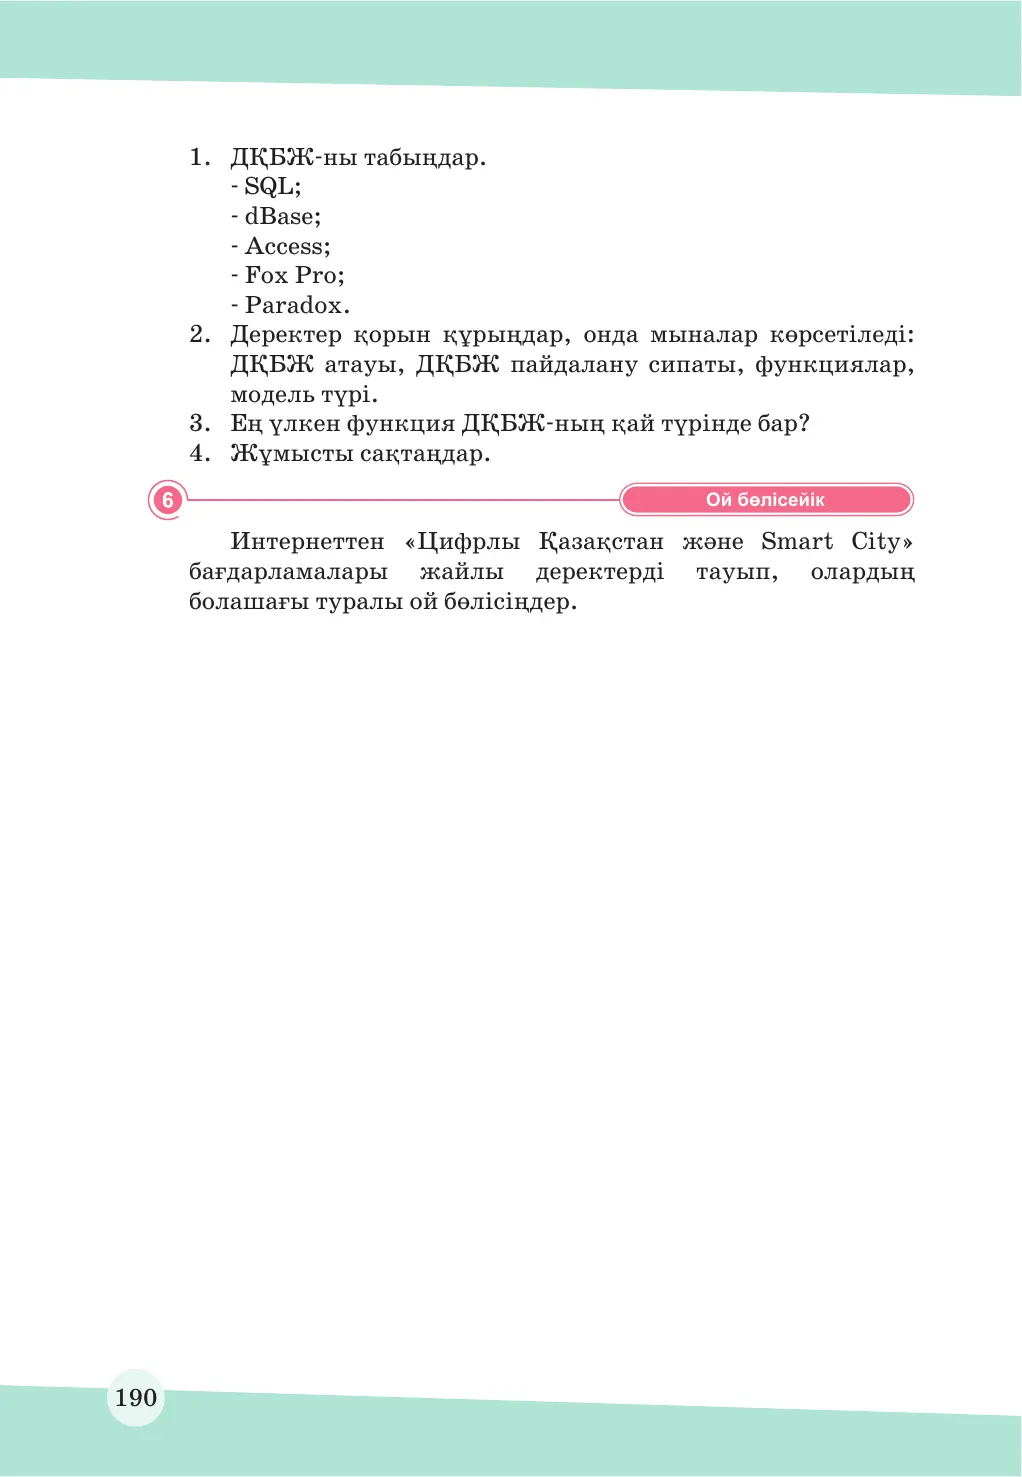 1. ДҚБЖ-ны табыңдар.
- SQL;
- dBase;
- Access;
- Fox Pro;
- Paradox.
2. Деректер қорын құрыңдар, онда мыналар көрсетіледі:
ДҚБЖ атауы, ДҚБЖ пайдалану сипаты, функциялар,
модель түрі.
3. Ең үлкен функция ДҚБЖ-ның қай түрінде бар?
4. Жұмысты сақтаңдар.
6 Ой бөлісейік
Интернеттен «Цифрлы Қазақстан және Smart City»
бағдарламалары жайлы деректерді тауып, олардың
болашағы туралы ой бөлісіңдер.
190